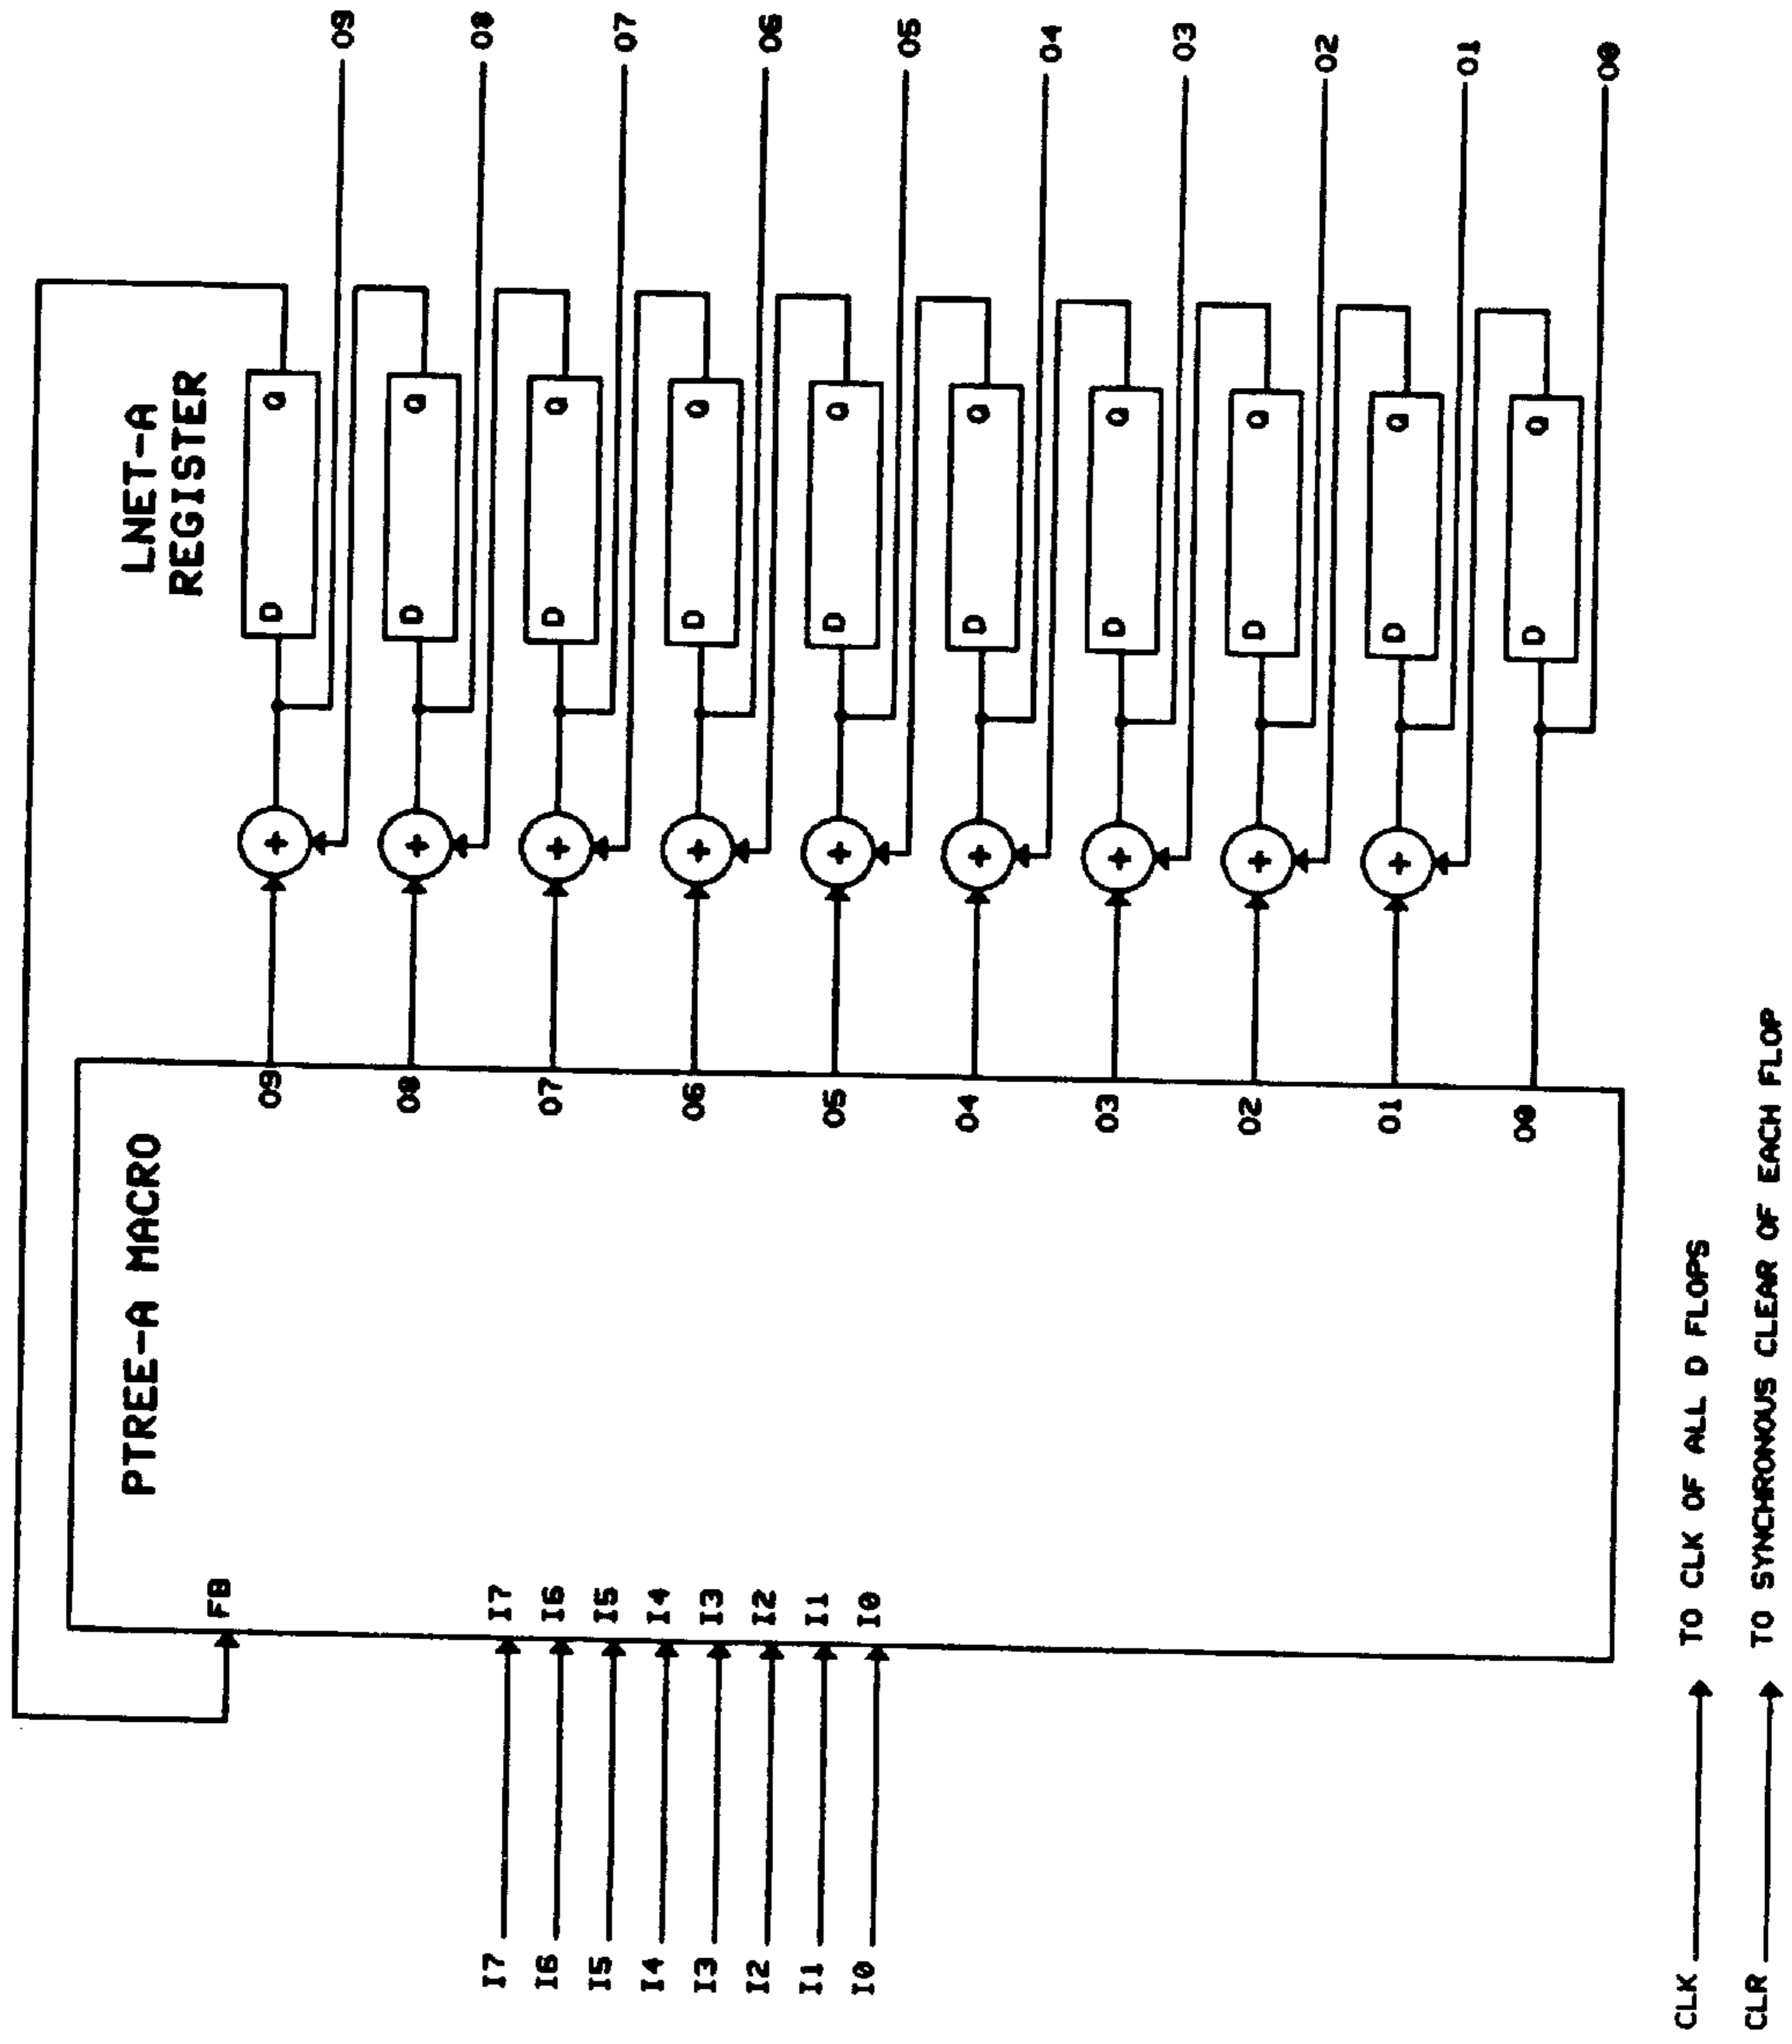 LNET-A
REGISTER
PTREE-A MACRO
FB
I7
I6
I5
I4
I3
I2
I1
I0
I7
I6
I5
I4
I3
I2
I1
I0
O9
O8
O7
O6
O5
O4
O3
O2
O1
O0
+
+
+
+
+
+
+
+
+
D Q
D Q
D Q
D Q
D Q
D Q
D Q
D Q
D Q
D Q
O9
O8
O7
O6
O5
O4
O3
O2
O1
O0
CLK TO CLK OF ALL D FLOPS
CLR TO SYNCHRONOUS CLEAR OF EACH FLOP